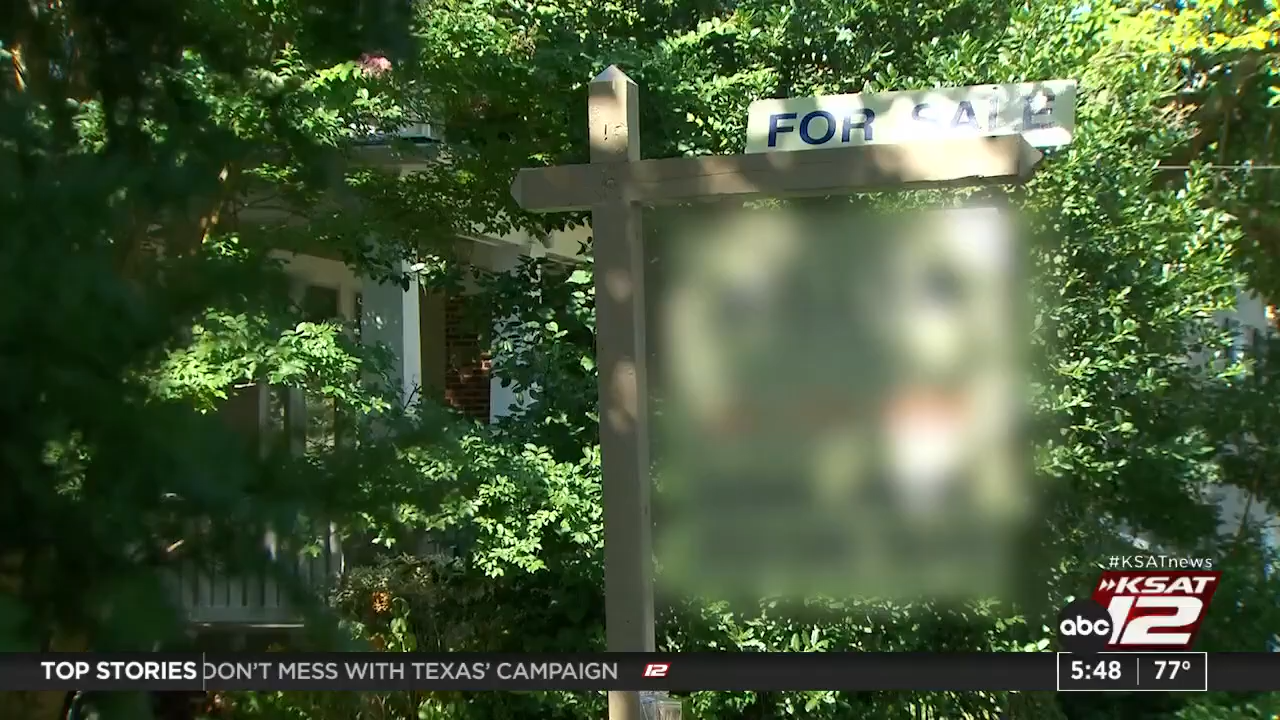 FOR SALE
#KSATnews
KSAT
abc 12
TOP STORIES DON'T MESS WITH TEXAS' CAMPAIGN 12
5:48 77°